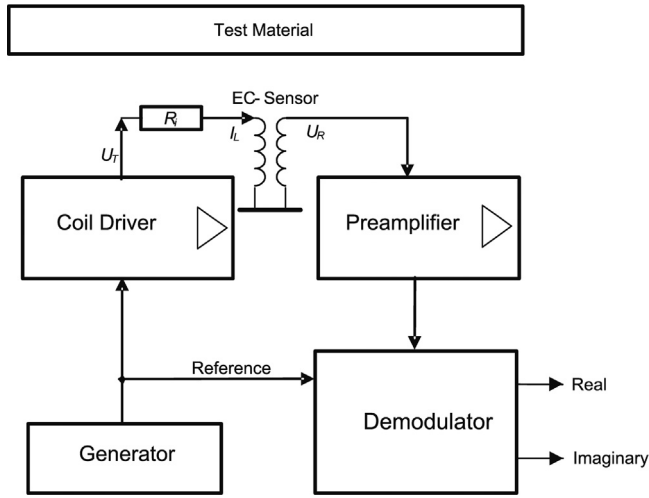 Test Material
EC- Sensor
Ri
IL
UR
UT
Coil Driver
Preamplifier
Reference
Real
Demodulator
Generator
Imaginary